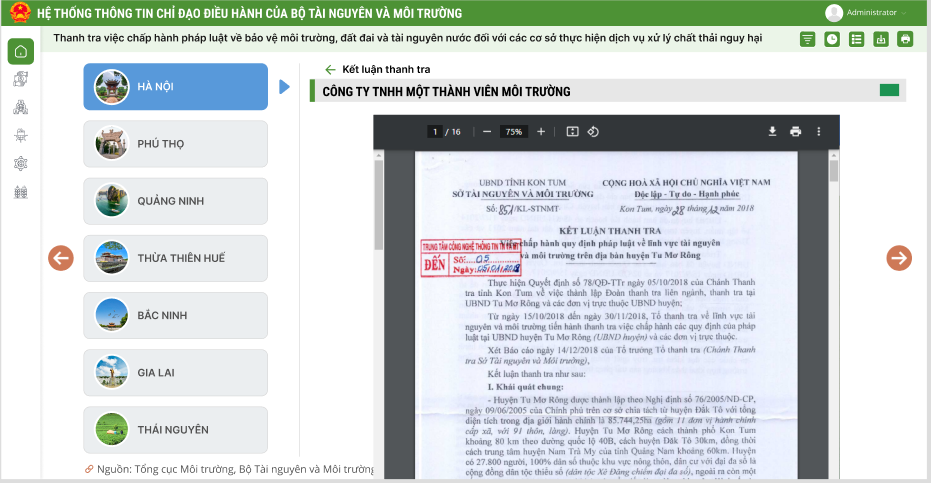 HỆ THỐNG THÔNG TIN CHỈ ĐẠO ĐIỀU HÀNH CỦA BỘ TÀI NGUYÊN VÀ MÔI TRƯỜNG
Administrator
Thanh tra việc chấp hành pháp luật về bảo vệ môi trường, đất đai và tài nguyên nước đối với các cơ sở thực hiện dịch vụ xử lý chất thải nguy hại
HÀ NỘI
PHÚ THỌ
QUẢNG NINH
THỪA THIÊN HUẾ
BẮC NINH
GIA LAI
THÁI NGUYÊN
Nguồn: Tổng cục Môi trường, Bộ Tài nguyên và Môi trường
Kết luận thanh tra
CÔNG TY TNHH MỘT THÀNH VIÊN MÔI TRƯỜNG
1 / 16 75%
UBND TỈNH KON TUM
SỞ TÀI NGUYÊN VÀ MÔI TRƯỜNG
Số: 851/KL-STNMT
CỘNG HOÀ XÃ HỘI CHỦ NGHĨA VIỆT NAM
Độc lập - Tự do - Hạnh phúc
Kon Tum, ngày 28 tháng 12 năm 2018
KẾT LUẬN THANH TRA
Việc chấp hành quy định pháp luật về lĩnh vực tài nguyên
và môi trường trên địa bàn huyện Tu Mơ Rông
TRUNG TÂM CÔNG NGHỆ THÔNG TIN
ĐẾN
Số: 05
Ngày:
Thực hiện Quyết định số 78/QĐ-TTr ngày 05/10/2018 của Chánh Thanh
tra tỉnh Kon Tum về việc thành lập Đoàn thanh tra liên ngành, thanh tra tại
UBND Tu Mơ Rông và các đơn vị trực thuộc UBND huyện;
Từ ngày 15/10/2018 đến ngày 30/11/2018, Tổ thanh tra về lĩnh vực tài
nguyên và môi trường tiến hành thanh tra việc chấp hành các quy định của pháp
luật tại UBND huyện Tu Mơ Rông (UBND huyện) và các đơn vị trực thuộc.
Xét Báo cáo ngày 14/12/2018 của Tổ trưởng Tổ thanh tra (Chánh Thanh
tra Sở Tài nguyên và Môi trường),
Kết luận thanh tra như sau:
I. Khái quát chung:
- Huyện Tu Mơ Rông được thành lập theo Nghị định số 76/2005/NĐ-CP,
ngày 09/06/2005 của Chính phủ trên cơ sở chia tách từ huyện Đắk Tô với tổng
diện tích trong địa giới hành chính là 85.744,25ha (gồm 11 đơn vị hành chính
cấp xã, với 91 thôn, làng). Huyện Tu Mơ Rông cách thành phố Kon Tum
khoảng 80 km theo đường quốc lộ 40B, cách huyện Đăk Tô 30km, đồng thời
cách trung tâm huyện Nam Trà My của tỉnh Quảng Nam khoảng 60km. Huyện
có 27.800 người, 100% dân số thuộc khu vực nông thôn, dân cư với đại đa số là
cộng đồng dân tộc thiểu số (dân tộc Xê Đăng chiếm đại đa số), ngoài ra còn một